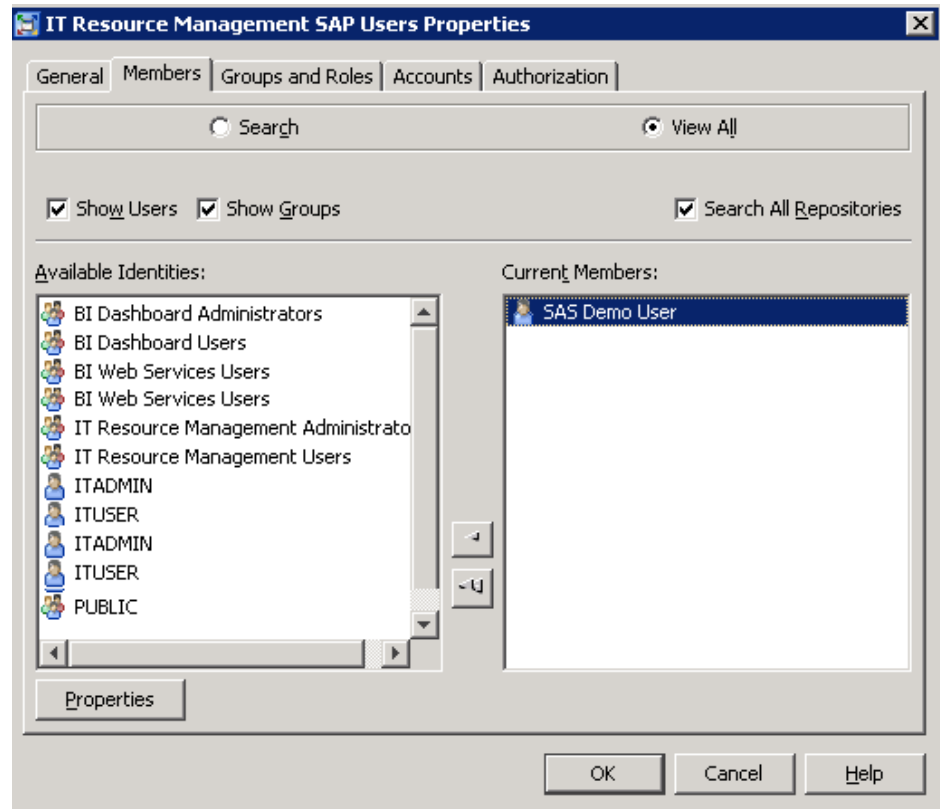 IT Resource Management SAP Users Properties
General Members Groups and Roles Accounts Authorization
Search View All
Show Users Show Groups Search All Repositories
Available Identities: Current Members:
BI Dashboard Administrators SAS Demo User
BI Dashboard Users
BI Web Services Users
BI Web Services Users
IT Resource Management Administrato
IT Resource Management Users
ITADMIN
ITUSER
ITADMIN
ITUSER
PUBLIC
Properties
OK Cancel Help